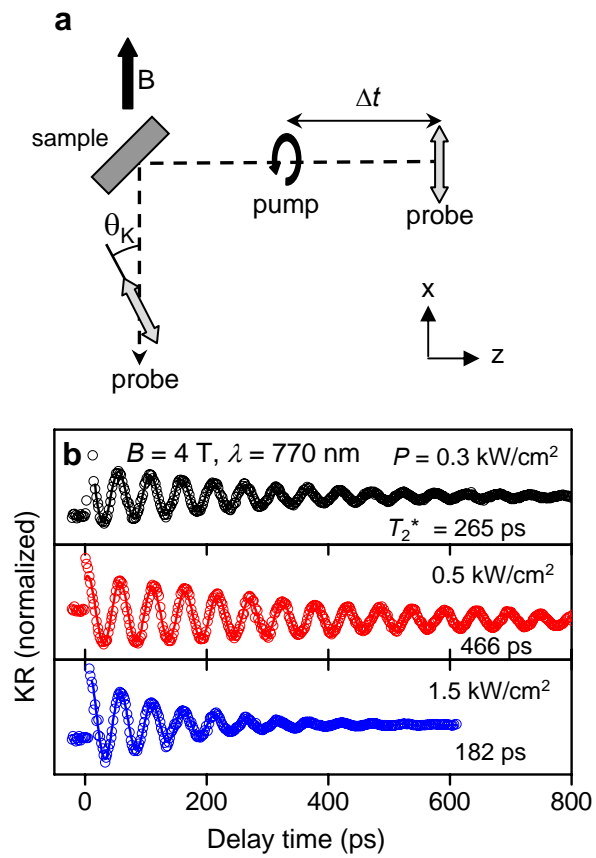 a
B
Δt
sample
pump
probe
θK
x
z
probe
b B = 4 T, λ = 770 nm P = 0.3 kW/cm²
T₂* = 265 ps
0.5 kW/cm²
466 ps
1.5 kW/cm²
182 ps
KR (normalized)
0 200 400 600 800
Delay time (ps)